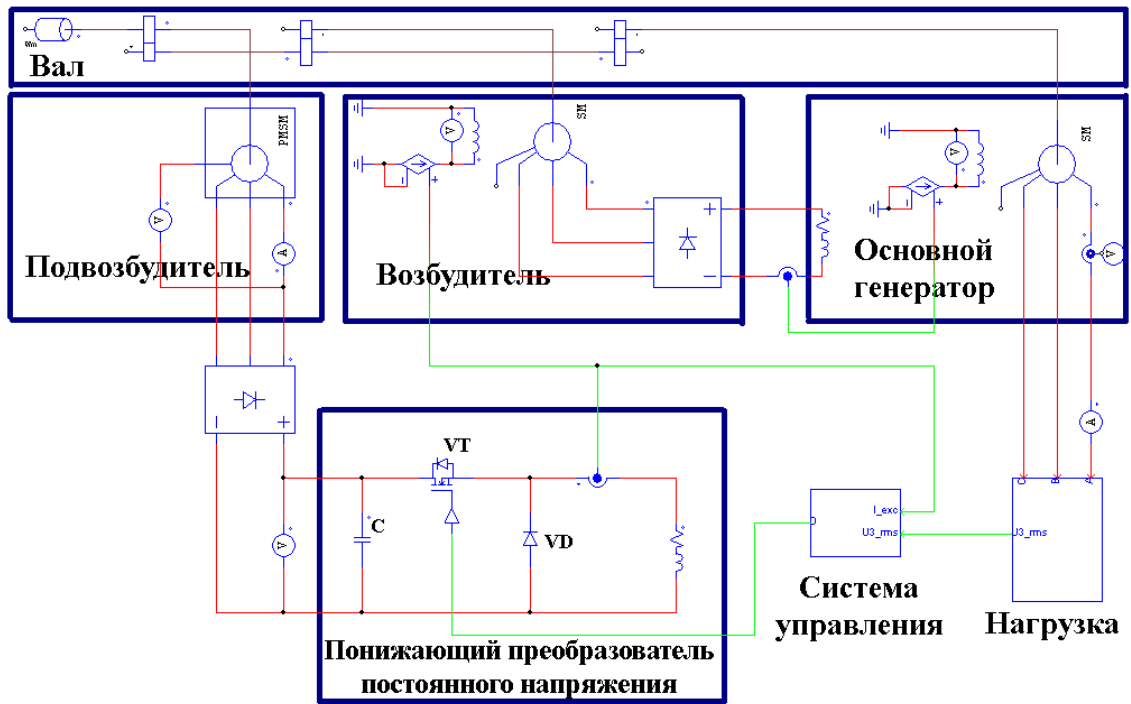 Wm
Вал
PMSM
V
A
Подвозбудитель
V
SM
Возбудитель
V
SM
V
Основной
генератор
A
VT
C
VD
V
Понижающий преобразователь
постоянного напряжения
I_exc
U3_rms
Система
управления
C
B
A
U3_rms
Нагрузка